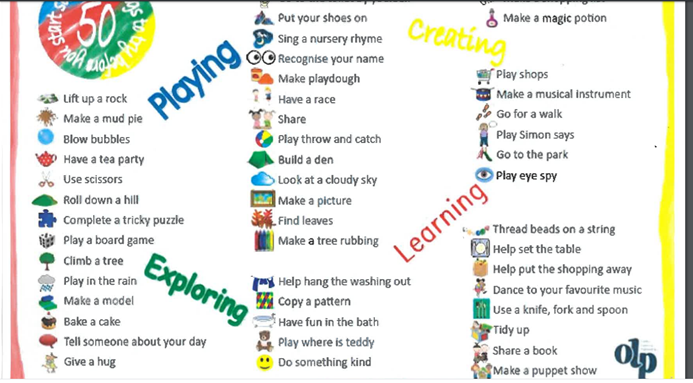 50
try before you start
Lift up a rock
Make a mud pie
Blow bubbles
Have a tea party
Use scissors
Roll down a hill
Complete a tricky puzzle
Play a board game
Climb a tree
Play in the rain
Make a model
Bake a cake
Tell someone about your day
Give a hug
Playing
Exploring
Put your shoes on
Sing a nursery rhyme
Recognise your name
Make playdough
Have a race
Share
Play throw and catch
Build a den
Look at a cloudy sky
Make a picture
Find leaves
Make a tree rubbing
Help hang the washing out
Copy a pattern
Have fun in the bath
Play where is teddy
Do something kind
Creating
Learning
Make a magic potion
Play shops
Make a musical instrument
Go for a walk
Play Simon says
Go to the park
Play eye spy
Thread beads on a string
Help set the table
Help put the shopping away
Dance to your favourite music
Use a knife, fork and spoon
Tidy up
Share a book
Make a puppet show
olp